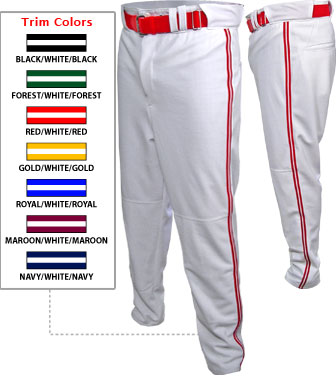 Trim Colors
BLACK/WHITE/BLACK
FOREST/WHITE/FOREST
RED/WHITE/RED
GOLD/WHITE/GOLD
ROYAL/WHITE/ROYAL
MAROON/WHITE/MAROON
NAVY/WHITE/NAVY